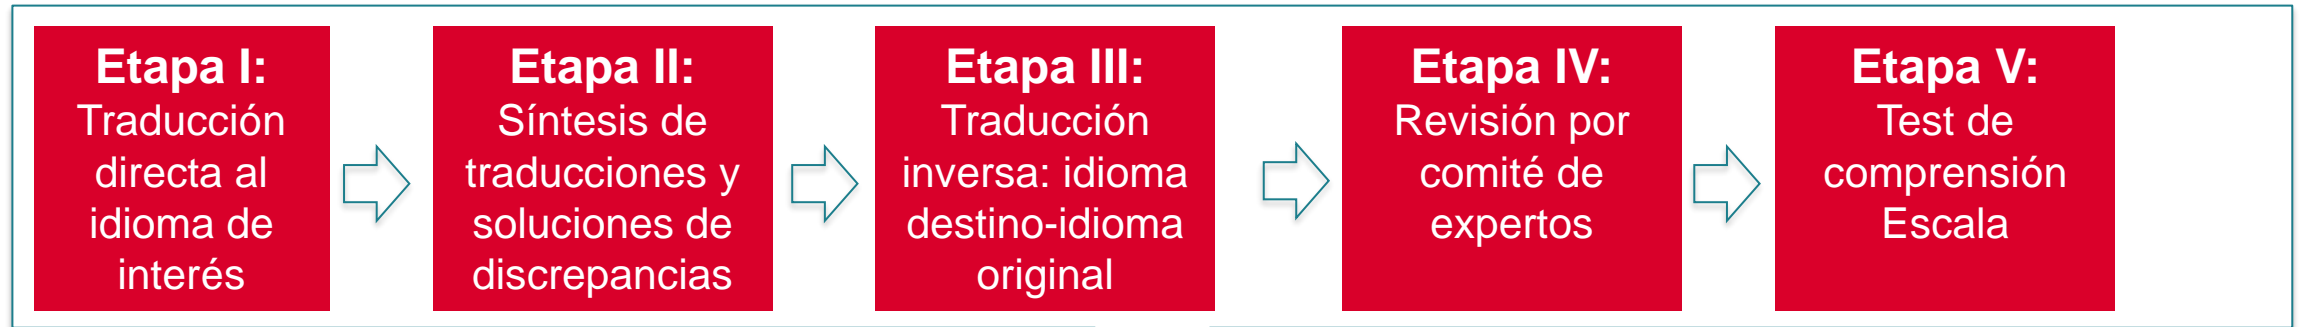 Etapa I:
Traducción
directa al
idioma de
interés
Etapa II:
Síntesis de
traducciones y
soluciones de
discrepancias
Etapa III:
Traducción
inversa: idioma
destino-idioma
original
Etapa IV:
Revisión por
comité de
expertos
Etapa V:
Test de
comprensión
Escala